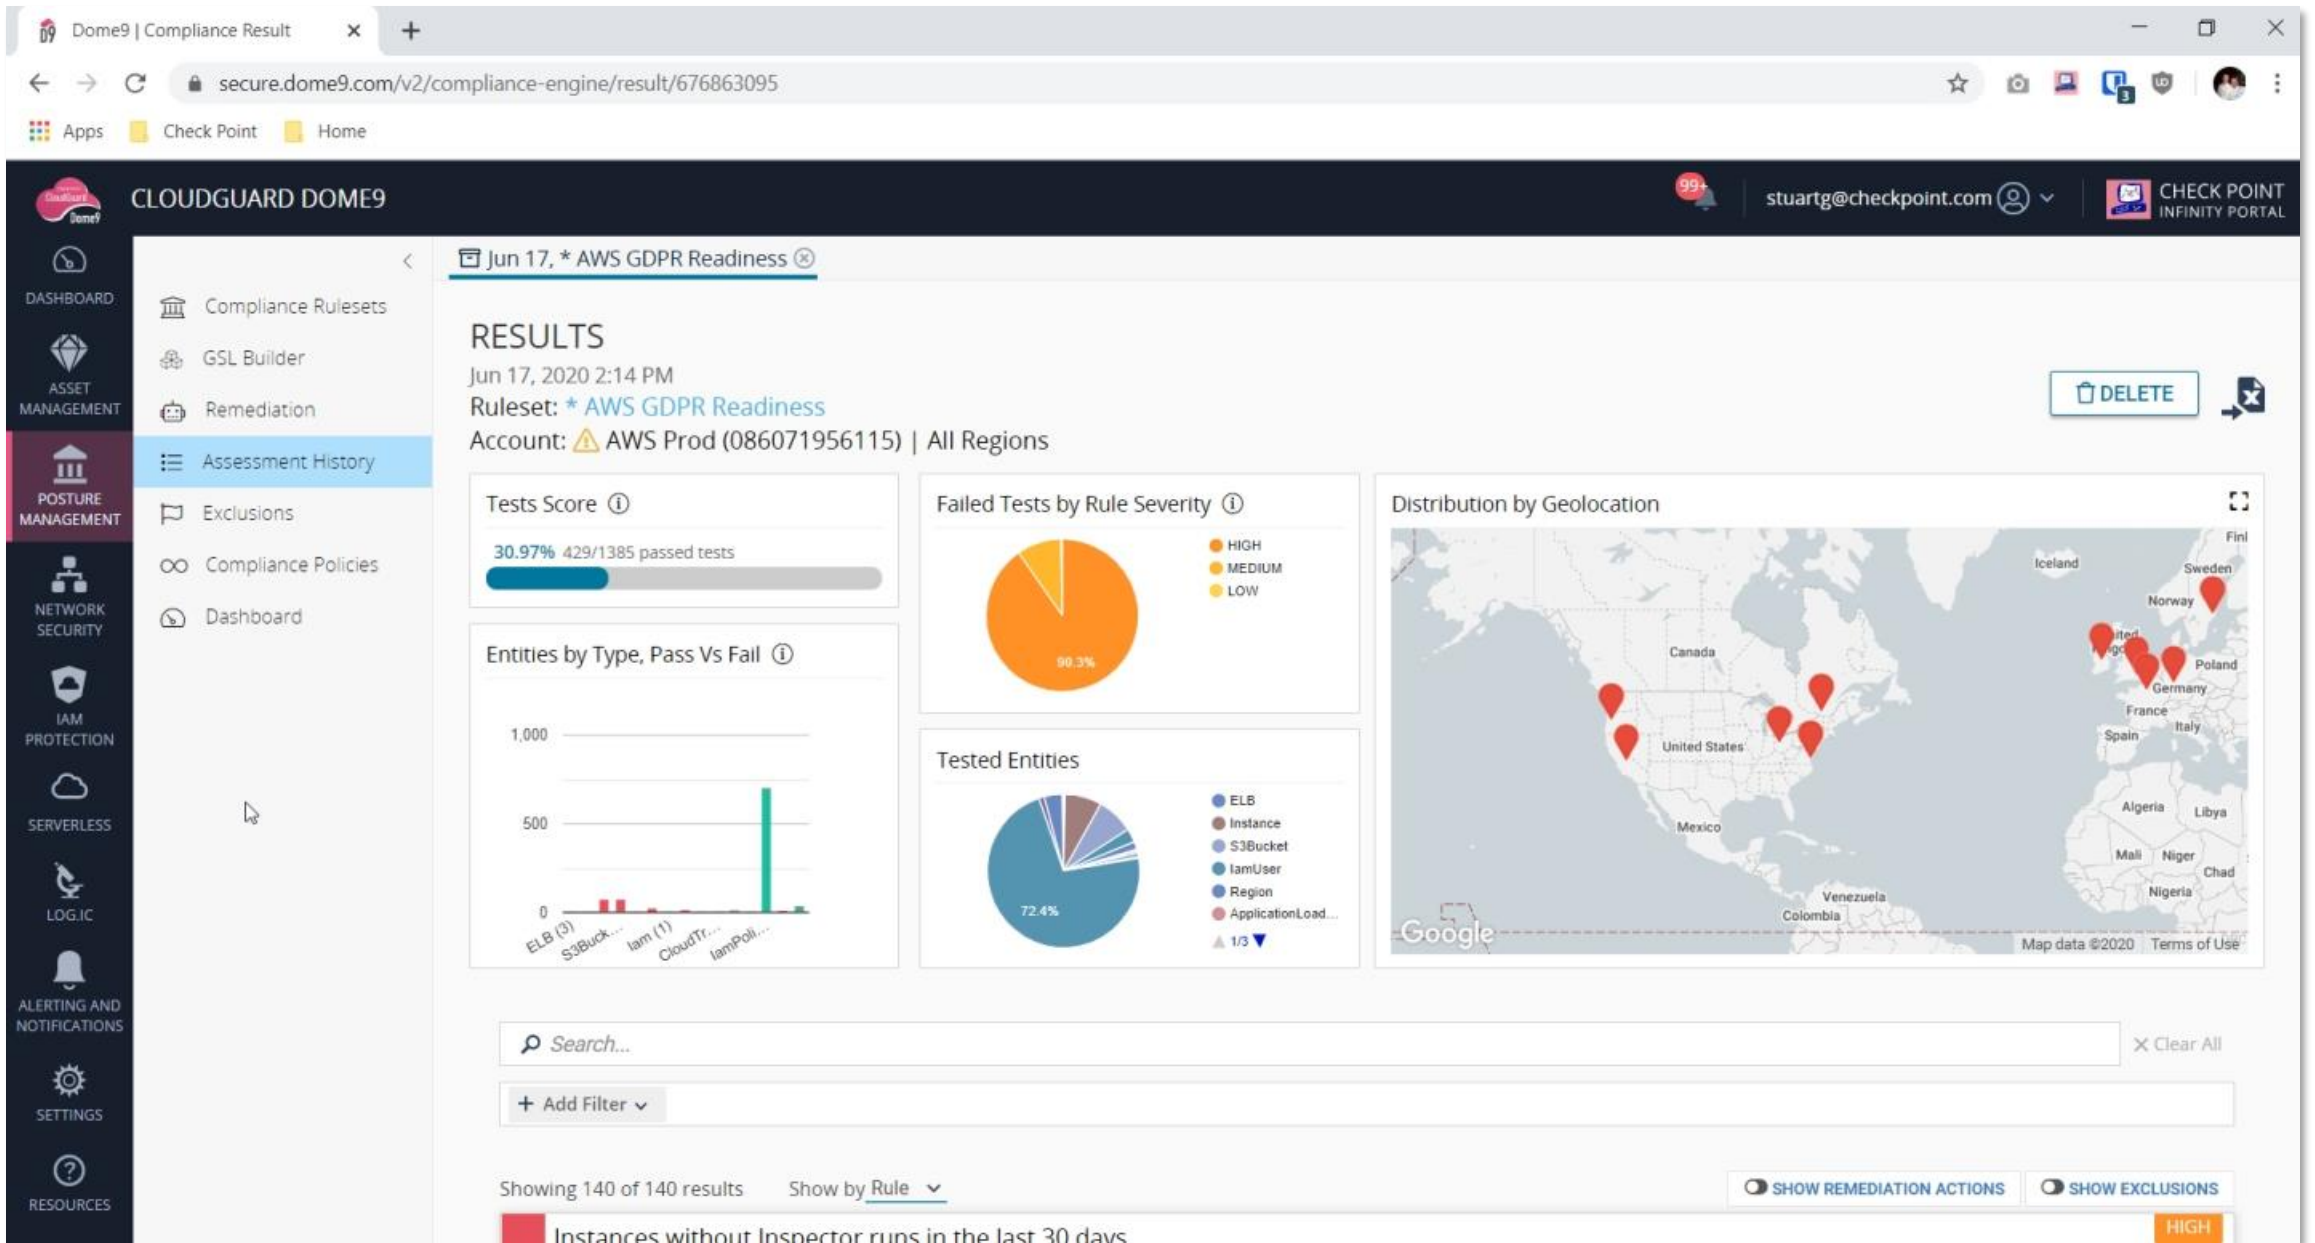 Dome9 | Compliance Result
secure.dome9.com/v2/compliance-engine/result/676863095
3
Apps
Check Point
Home
CloudGuard
Dome9
CLOUDGUARD DOME9
99+
stuartg@checkpoint.com
CHECK POINT
INFINITY PORTAL
DASHBOARD
ASSET
MANAGEMENT
POSTURE
MANAGEMENT
NETWORK
SECURITY
IAM
PROTECTION
SERVERLESS
LOG.IC
ALERTING AND
NOTIFICATIONS
SETTINGS
RESOURCES
Compliance Rulesets
GSL Builder
Remediation
Assessment History
Exclusions
Compliance Policies
Dashboard
Jun 17, * AWS GDPR Readiness
RESULTS
Jun 17, 2020 2:14 PM
Ruleset: * AWS GDPR Readiness
Account: AWS Prod (086071956115) | All Regions
DELETE
Tests Score
30.97% 429/1385 passed tests
Entities by Type, Pass Vs Fail
1,000
500
0
ELB (3)
S3Buck...
Iam (1)
CloudTr...
IamPoli...
Failed Tests by Rule Severity
HIGH
MEDIUM
LOW
90.3%
Tested Entities
ELB
Instance
S3Bucket
IamUser
Region
ApplicationLoad...
1/3
72.4%
Distribution by Geolocation
Finl
Iceland
Sweden
Norway
Canada
Poland
Germany
France
Italy
Spain
United States
Algeria
Libya
Mexico
Mali
Niger
Chad
Nigeria
Venezuela
Colombia
Google
Map data ©2020
Terms of Use
Search...
Clear All
+ Add Filter
Showing 140 of 140 results
Show by Rule
SHOW REMEDIATION ACTIONS
SHOW EXCLUSIONS
Instances without Inspector runs in the last 30 days
HIGH